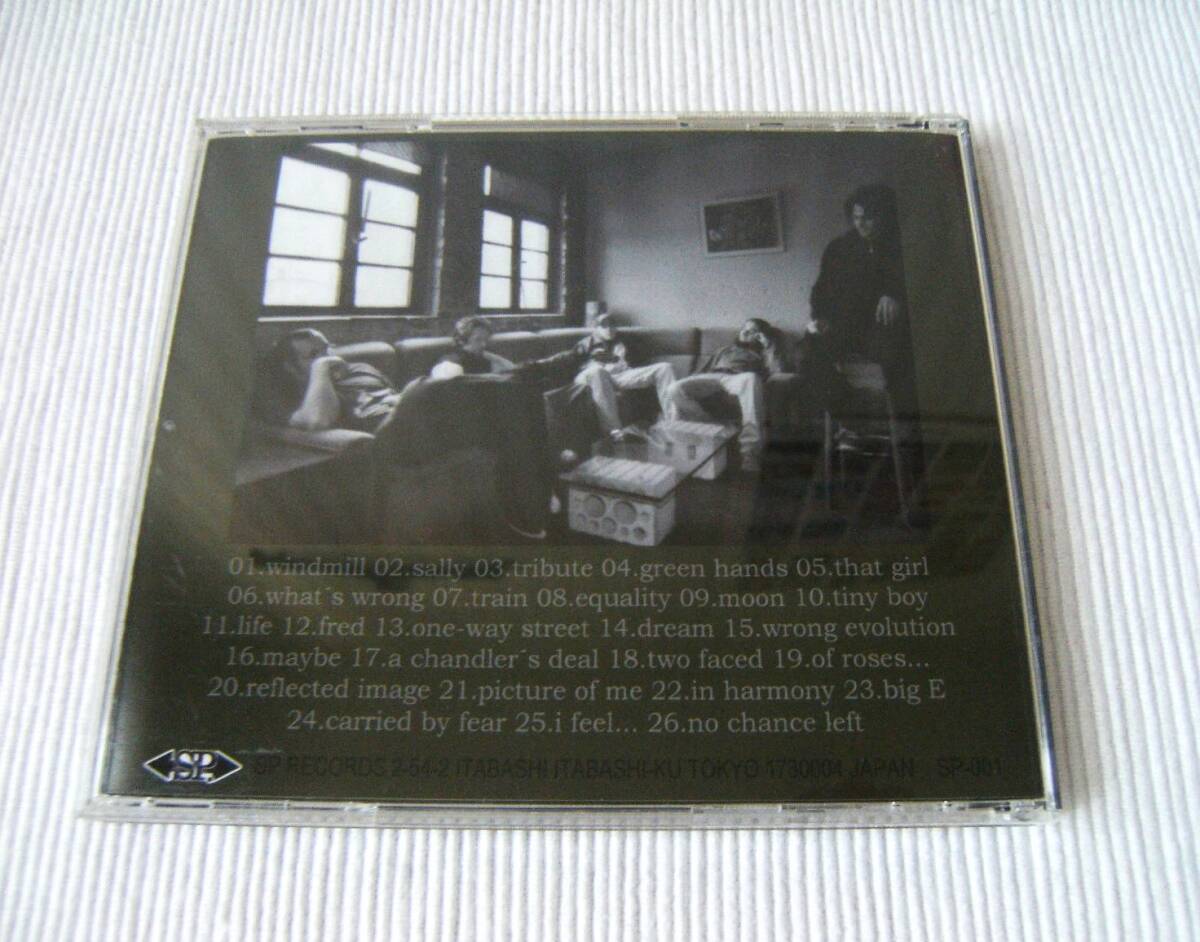 01.windmill 02.sally 03.tribute 04.green hands 05.that girl
06.what´s wrong 07.train 08.equality 09.moon 10.tiny boy
11.life 12.fred 13.one-way street 14.dream 15.wrong evolution
16.maybe 17.a chandler´s deal 18.two faced 19.of roses...
20.reflected image 21.picture of me 22.in harmony 23.big E
24.carried by fear 25.i feel... 26.no chance left
SP SP RECORDS 2-54-2 ITABASHI ITABASHI-KU TOKYO 1730004 JAPAN SP-001